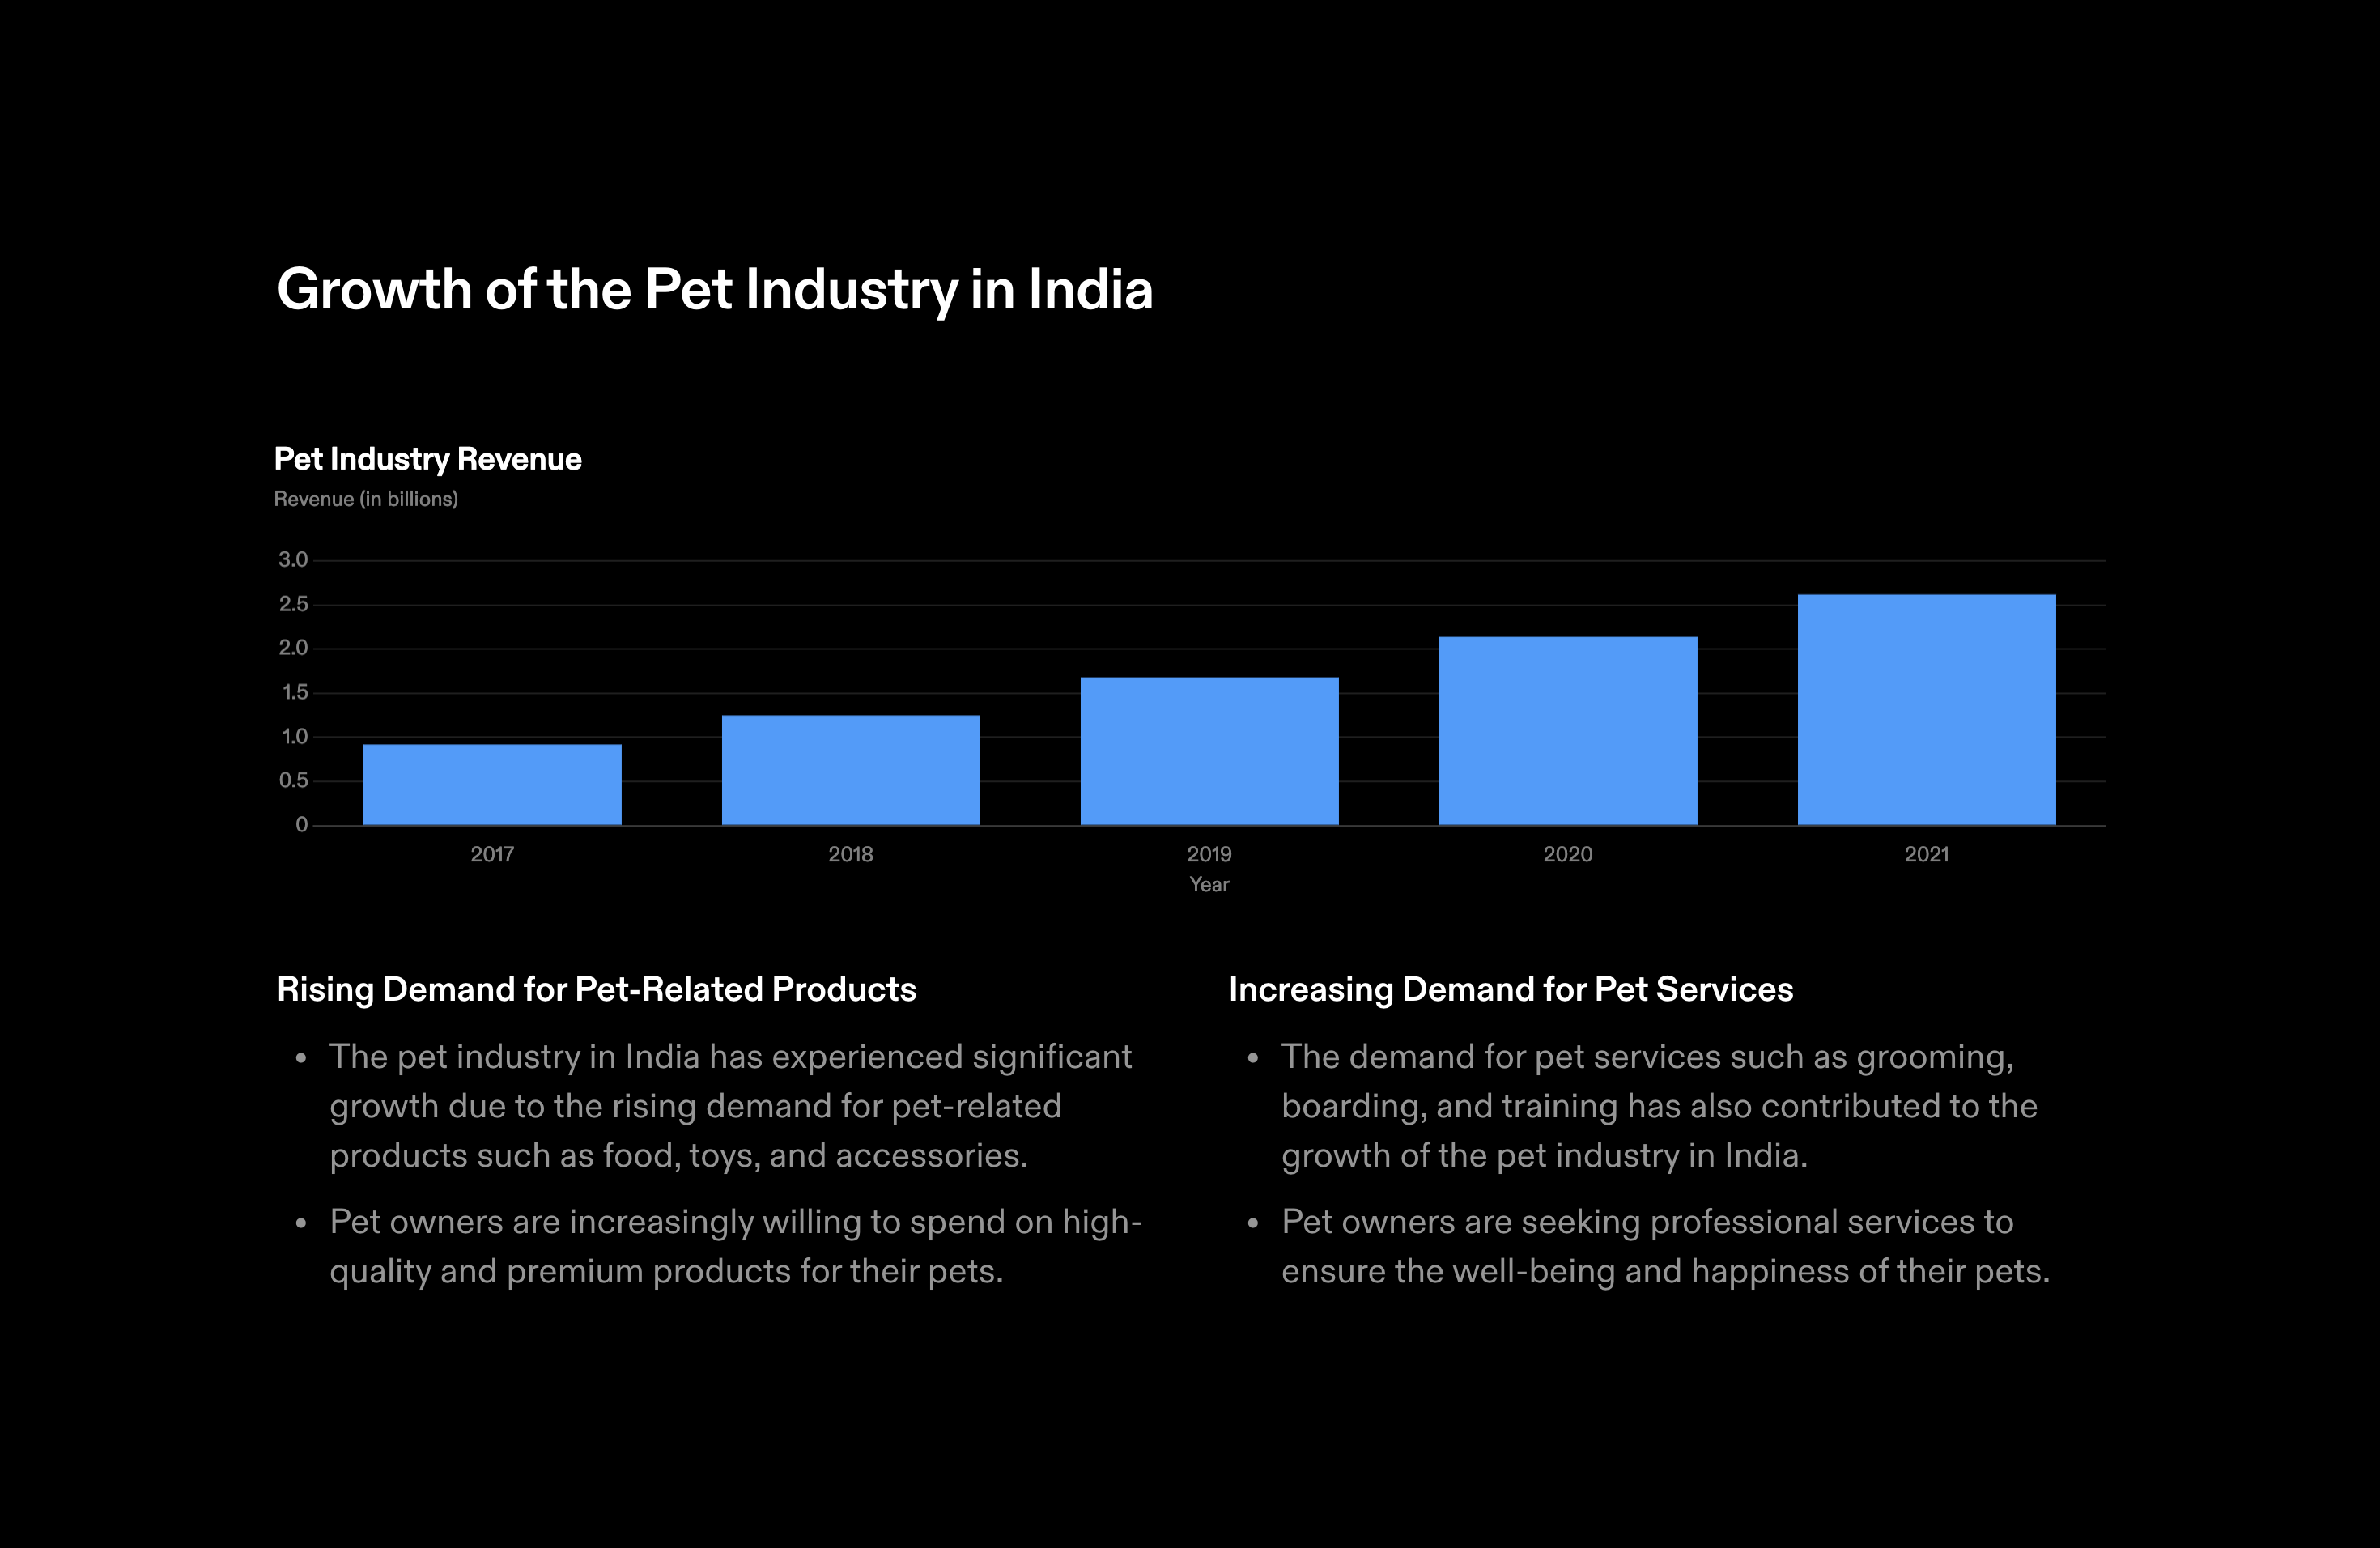 Growth of the Pet Industry in India
Pet Industry Revenue
Revenue (in billions)
3.0
2.5
2.0
1.5
1.0
0.5
0
2017
2018
2019
2020
2021
Year
Rising Demand for Pet-Related Products
• The pet industry in India has experienced significant
growth due to the rising demand for pet-related
products such as food, toys, and accessories.
• Pet owners are increasingly willing to spend on high-
quality and premium products for their pets.
Increasing Demand for Pet Services
• The demand for pet services such as grooming,
boarding, and training has also contributed to the
growth of the pet industry in India.
• Pet owners are seeking professional services to
ensure the well-being and happiness of their pets.